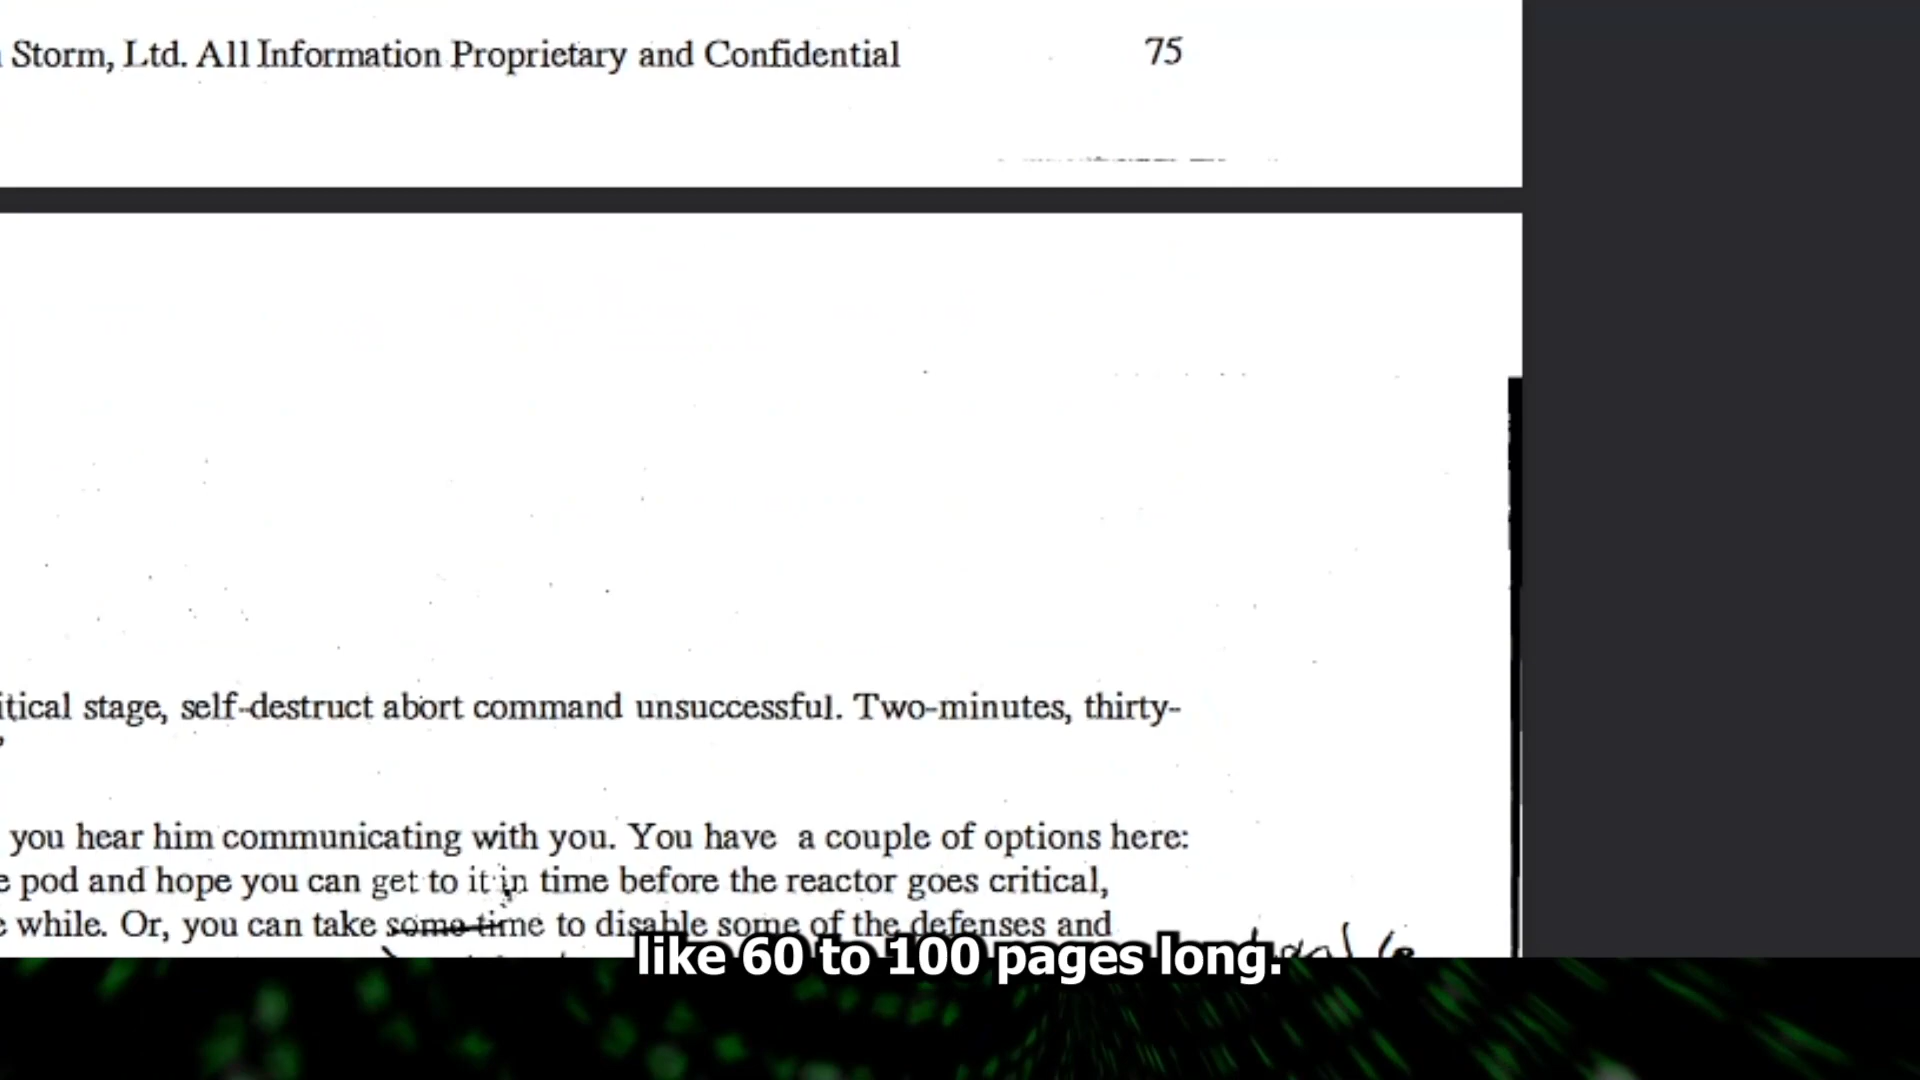 Storm, Ltd. All Information Proprietary and Confidential 75
itical stage, self-destruct abort command unsuccessful. Two-minutes, thirty-
you hear him communicating with you. You have a couple of options here:
e pod and hope you can get to it in time before the reactor goes critical,
e while. Or, you can take some time to disable some of the defenses and
like 60 to 100 pages long.